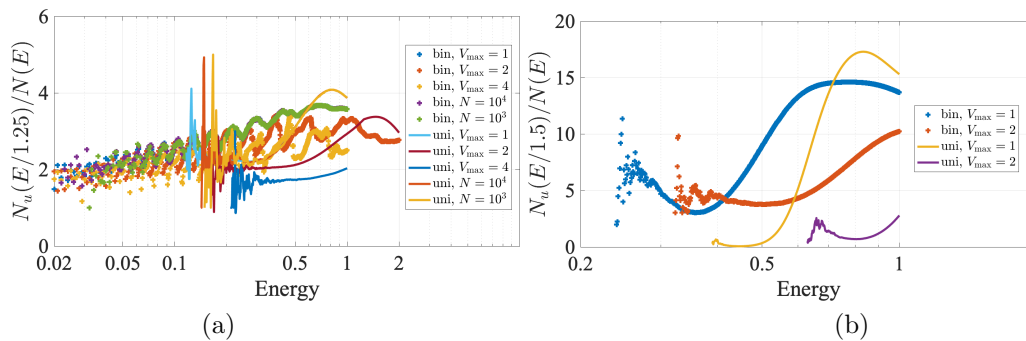 6
4
2
0
0.02
0.05
0.1
0.5
1
2
N_u(E/1.25)/N(E)
Energy
bin, V_max = 1
bin, V_max = 2
bin, V_max = 4
bin, N = 10^4
bin, N = 10^3
uni, V_max = 1
uni, V_max = 2
uni, V_max = 4
uni, N = 10^4
uni, N = 10^3
(a)
20
15
10
5
0
0.2
0.5
1
N_u(E/1.5)/N(E)
Energy
bin, V_max = 1
bin, V_max = 2
uni, V_max = 1
uni, V_max = 2
(b)